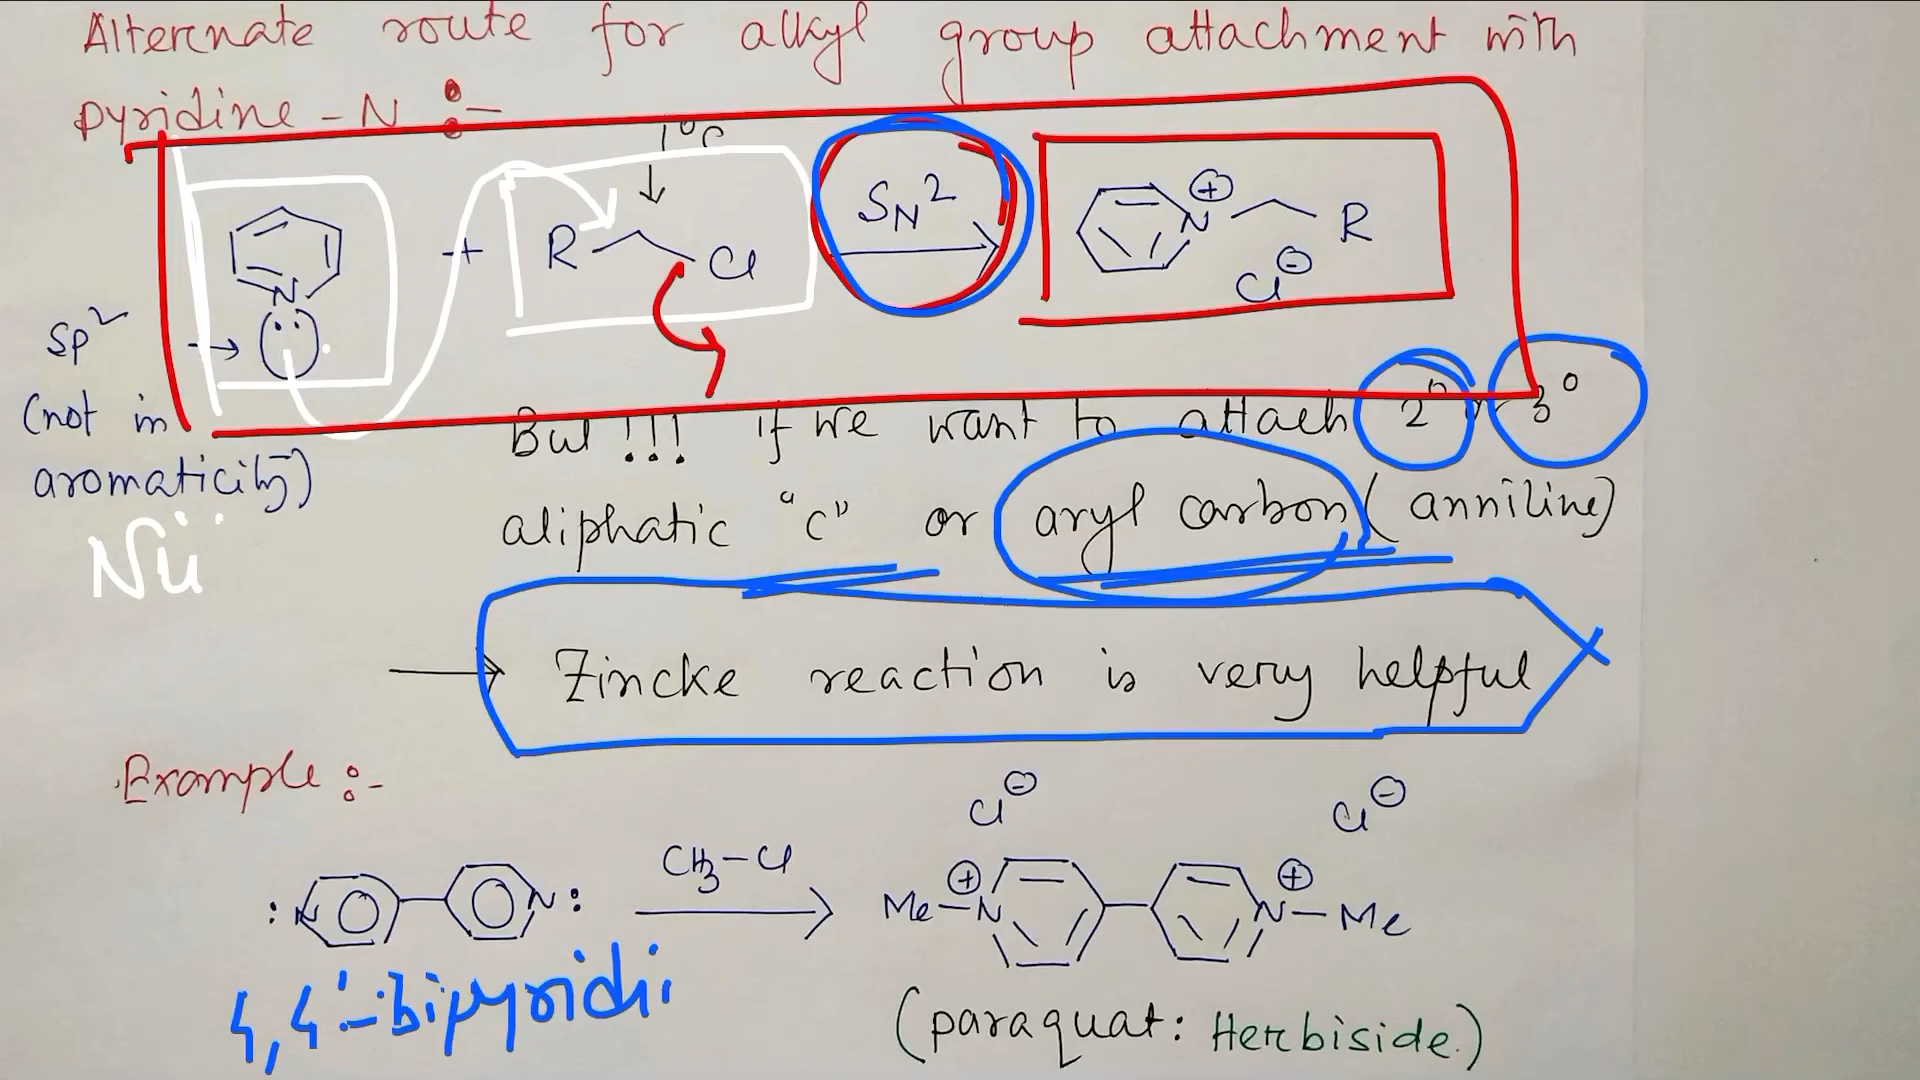 Alternate route for alkyl group attachment with
pyridine - N :-
1°C
N + R Cl SN2 N⊕ R
Cl⊖
sp2
(not in
aromaticity)
Nü
But!!! if we want to attach 2° or 3°
aliphatic "C" or aryl carbon (anniline)
Zincke reaction is very helpful
Example :-
Cl⊖ Cl⊖
:N N: CH3-Cl Me-N⊕ N⊕-Me
4,4'-bipyridi
(paraquat: Herbiside.)